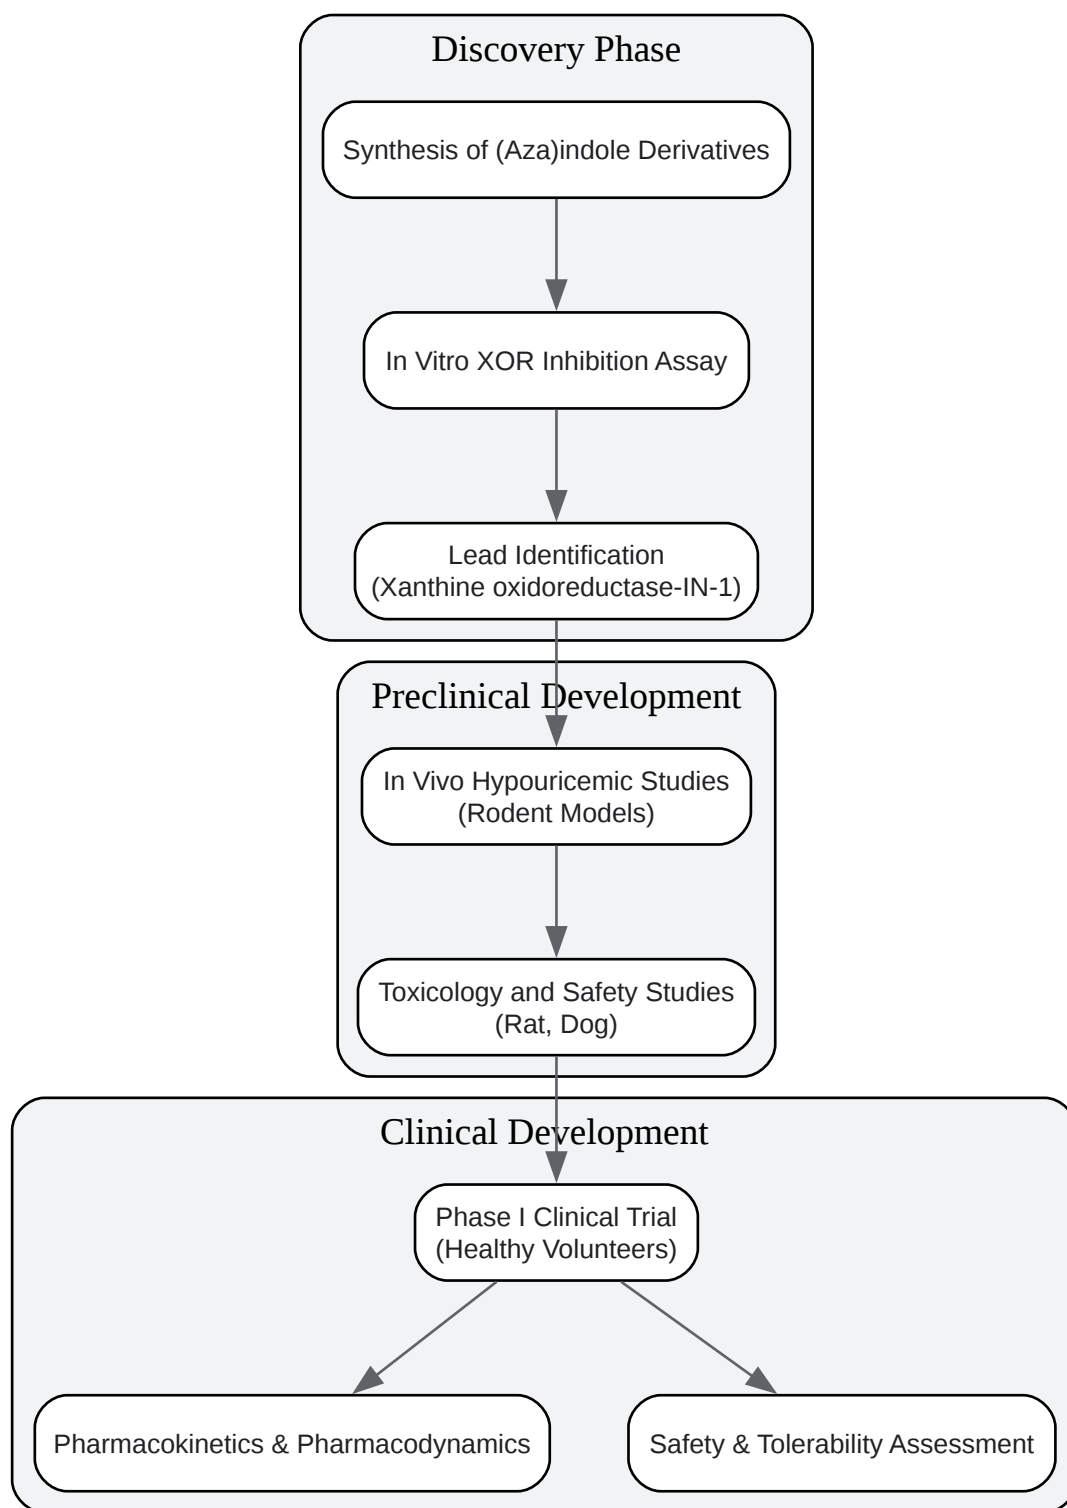 Discovery Phase
Synthesis of (Aza)indole Derivatives
In Vitro XOR Inhibition Assay
Lead Identification
(Xanthine oxidoreductase-IN-1)
Preclinical Development
In Vivo Hypouricemic Studies
(Rodent Models)
Toxicology and Safety Studies
(Rat, Dog)
Clinical Development
Phase I Clinical Trial
(Healthy Volunteers)
Pharmacokinetics & Pharmacodynamics
Safety & Tolerability Assessment